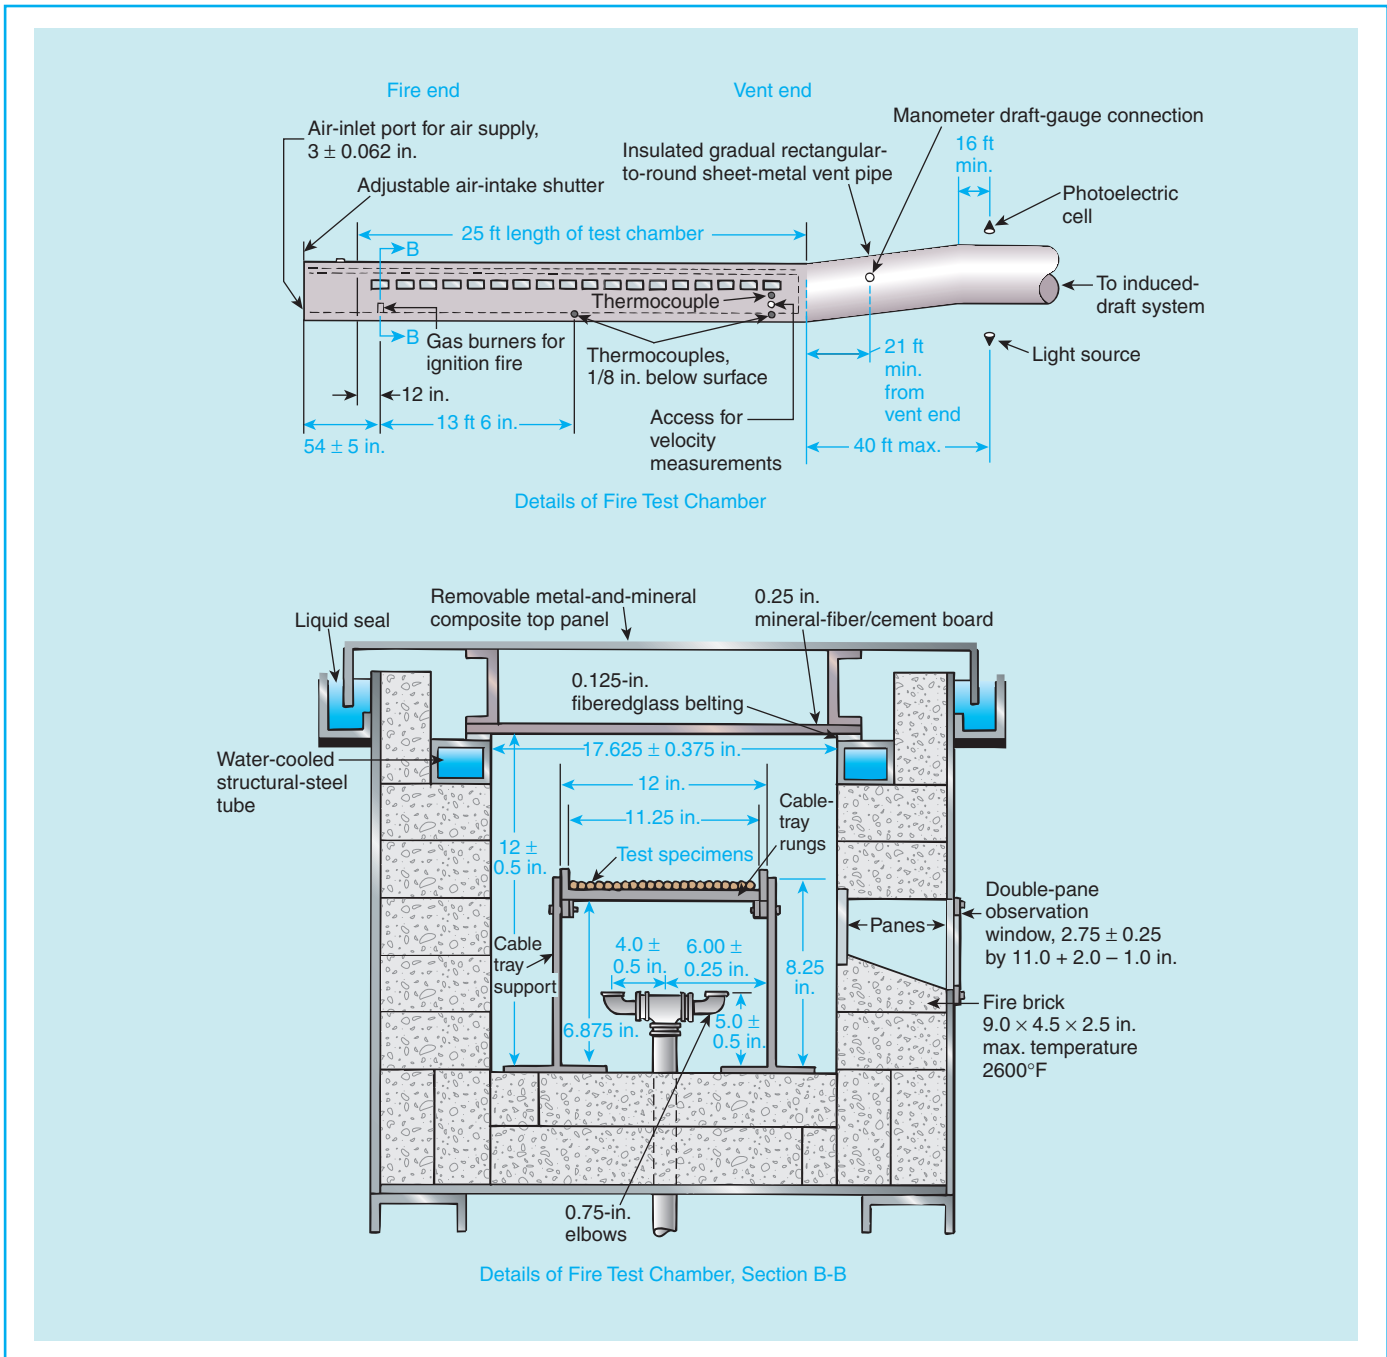 Fire end
Vent end
Air-inlet port for air supply,
3 ± 0.062 in.
Adjustable air-intake shutter
Insulated gradual rectangular-
to-round sheet-metal vent pipe
Manometer draft-gauge connection
16 ft
min.
Photoelectric
cell
25 ft length of test chamber
B
Thermocouple
To induced-
draft system
B
Gas burners for
ignition fire
Thermocouples,
1/8 in. below surface
21 ft
min.
from
vent end
Light source
12 in.
13 ft 6 in.
54 ± 5 in.
Access for
velocity
measurements
40 ft max.
Details of Fire Test Chamber
Removable metal-and-mineral
composite top panel
0.25 in.
mineral-fiber/cement board
Liquid seal
0.125-in.
fiberedglass belting
Water-cooled
structural-steel
tube
17.625 ± 0.375 in.
12 in.
11.25 in.
Cable-
tray
rungs
12 ±
0.5 in.
Test specimens
Double-pane
observation
window, 2.75 ± 0.25
by 11.0 + 2.0 – 1.0 in.
Panes
Cable
tray
support
4.0 ±
0.5 in.
6.00 ±
0.25 in.
8.25
in.
6.875 in.
5.0 ±
0.5 in.
Fire brick
9.0 × 4.5 × 2.5 in.
max. temperature
2600°F
0.75-in.
elbows
Details of Fire Test Chamber, Section B-B